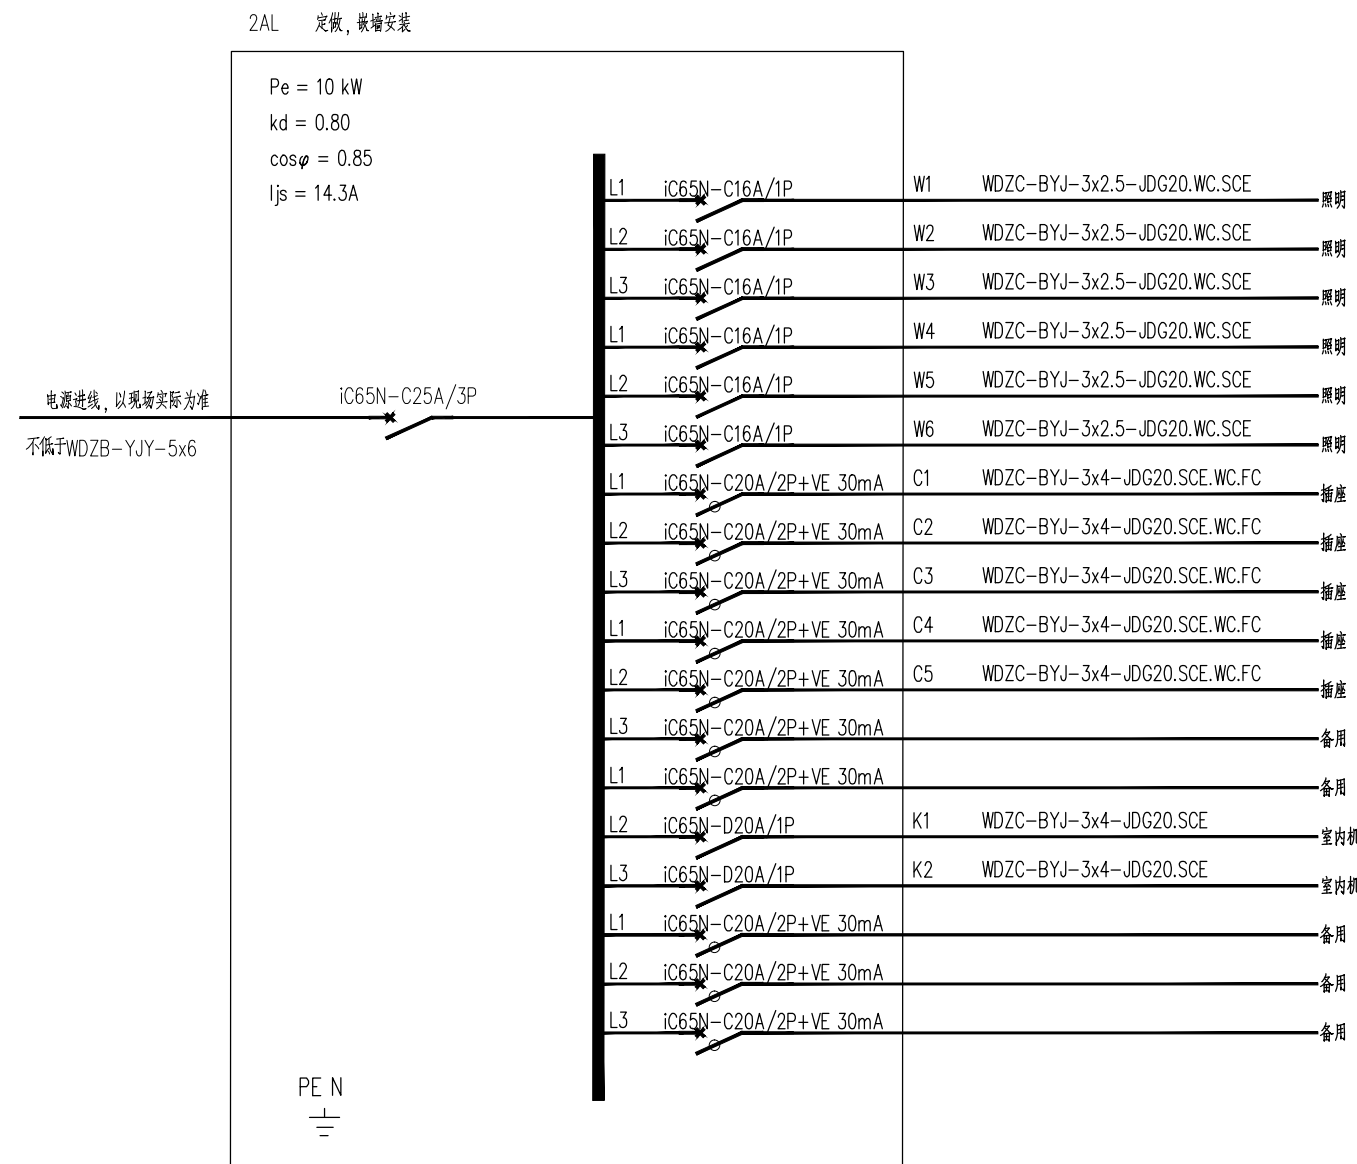 2AL 定做,嵌墙安装
Pe = 10 kW
kd = 0.80
cosφ = 0.85
Ijs = 14.3A
L1 iC65N-C16A/1P W1 WDZC-BYJ-3x2.5-JDG20.WC.SCE 照明
L2 iC65N-C16A/1P W2 WDZC-BYJ-3x2.5-JDG20.WC.SCE 照明
L3 iC65N-C16A/1P W3 WDZC-BYJ-3x2.5-JDG20.WC.SCE 照明
L1 iC65N-C16A/1P W4 WDZC-BYJ-3x2.5-JDG20.WC.SCE 照明
L2 iC65N-C16A/1P W5 WDZC-BYJ-3x2.5-JDG20.WC.SCE 照明
电源进线,以现场实际为准 iC65N-C25A/3P
L3 iC65N-C16A/1P W6 WDZC-BYJ-3x2.5-JDG20.WC.SCE 照明
不低于WDZB-YJY-5x6
L1 iC65N-C20A/2P+VE 30mA C1 WDZC-BYJ-3x4-JDG20.SCE.WC.FC 插座
L2 iC65N-C20A/2P+VE 30mA C2 WDZC-BYJ-3x4-JDG20.SCE.WC.FC 插座
L3 iC65N-C20A/2P+VE 30mA C3 WDZC-BYJ-3x4-JDG20.SCE.WC.FC 插座
L1 iC65N-C20A/2P+VE 30mA C4 WDZC-BYJ-3x4-JDG20.SCE.WC.FC 插座
L2 iC65N-C20A/2P+VE 30mA C5 WDZC-BYJ-3x4-JDG20.SCE.WC.FC 插座
L3 iC65N-C20A/2P+VE 30mA 备用
L1 iC65N-C20A/2P+VE 30mA 备用
L2 iC65N-D20A/1P K1 WDZC-BYJ-3x4-JDG20.SCE 室内机
L3 iC65N-D20A/1P K2 WDZC-BYJ-3x4-JDG20.SCE 室内机
L1 iC65N-C20A/2P+VE 30mA 备用
L2 iC65N-C20A/2P+VE 30mA 备用
L3 iC65N-C20A/2P+VE 30mA 备用
PE N